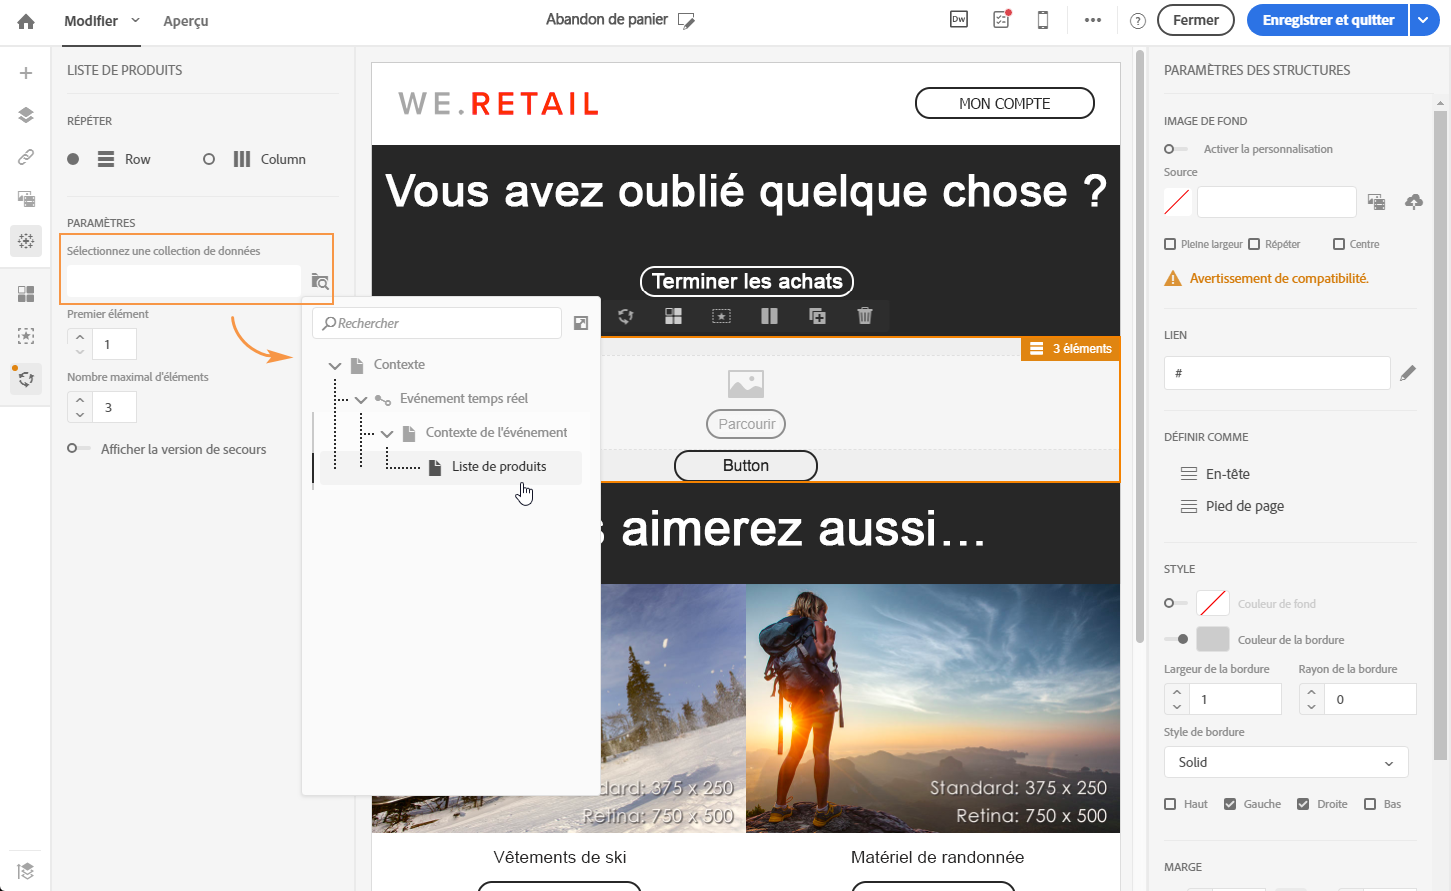 Modifier
Aperçu
Abandon de panier
Dw
Fermer
Enregistrer et quitter
LISTE DE PRODUITS
RÉPÉTER
Row
Column
PARAMÈTRES
Sélectionnez une collection de données
Premier élément
1
Nombre maximal d'éléments
3
Afficher la version de secours
Rechercher
Contexte
Evénement temps réel
Contexte de l'événement
Liste de produits
WE.RETAIL
MON COMPTE
Vous avez oublié quelque chose ?
Terminer les achats
3 éléments
Parcourir
Button
s aimerez aussi...
dard: 375 x 250
Retina: 750 x 500
Standard: 375 x 250
Retina: 750 x 500
Vêtements de ski
Matériel de randonnée
PARAMÈTRES DES STRUCTURES
IMAGE DE FOND
Activer la personnalisation
Source
Pleine largeur
Répéter
Centre
Avertissement de compatibilité.
LIEN
#
DÉFINIR COMME
En-tête
Pied de page
STYLE
Couleur de fond
Couleur de la bordure
Largeur de la bordure
Rayon de la bordure
1
0
Style de bordure
Solid
Haut
Gauche
Droite
Bas
MARGE